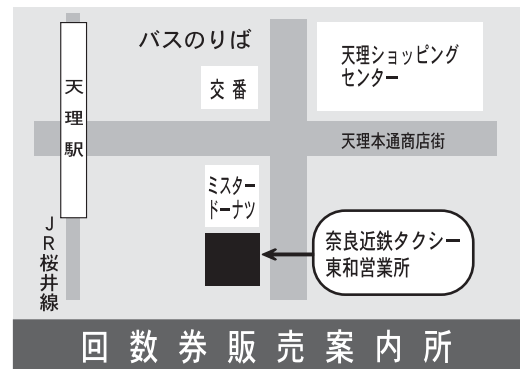 バスのりば
天理ショッピング
センター
交番
天理駅
天理本通商店街
ミスター
ドーナツ
JR桜井線
奈良近鉄タクシー
東和営業所
回数券販売案内所